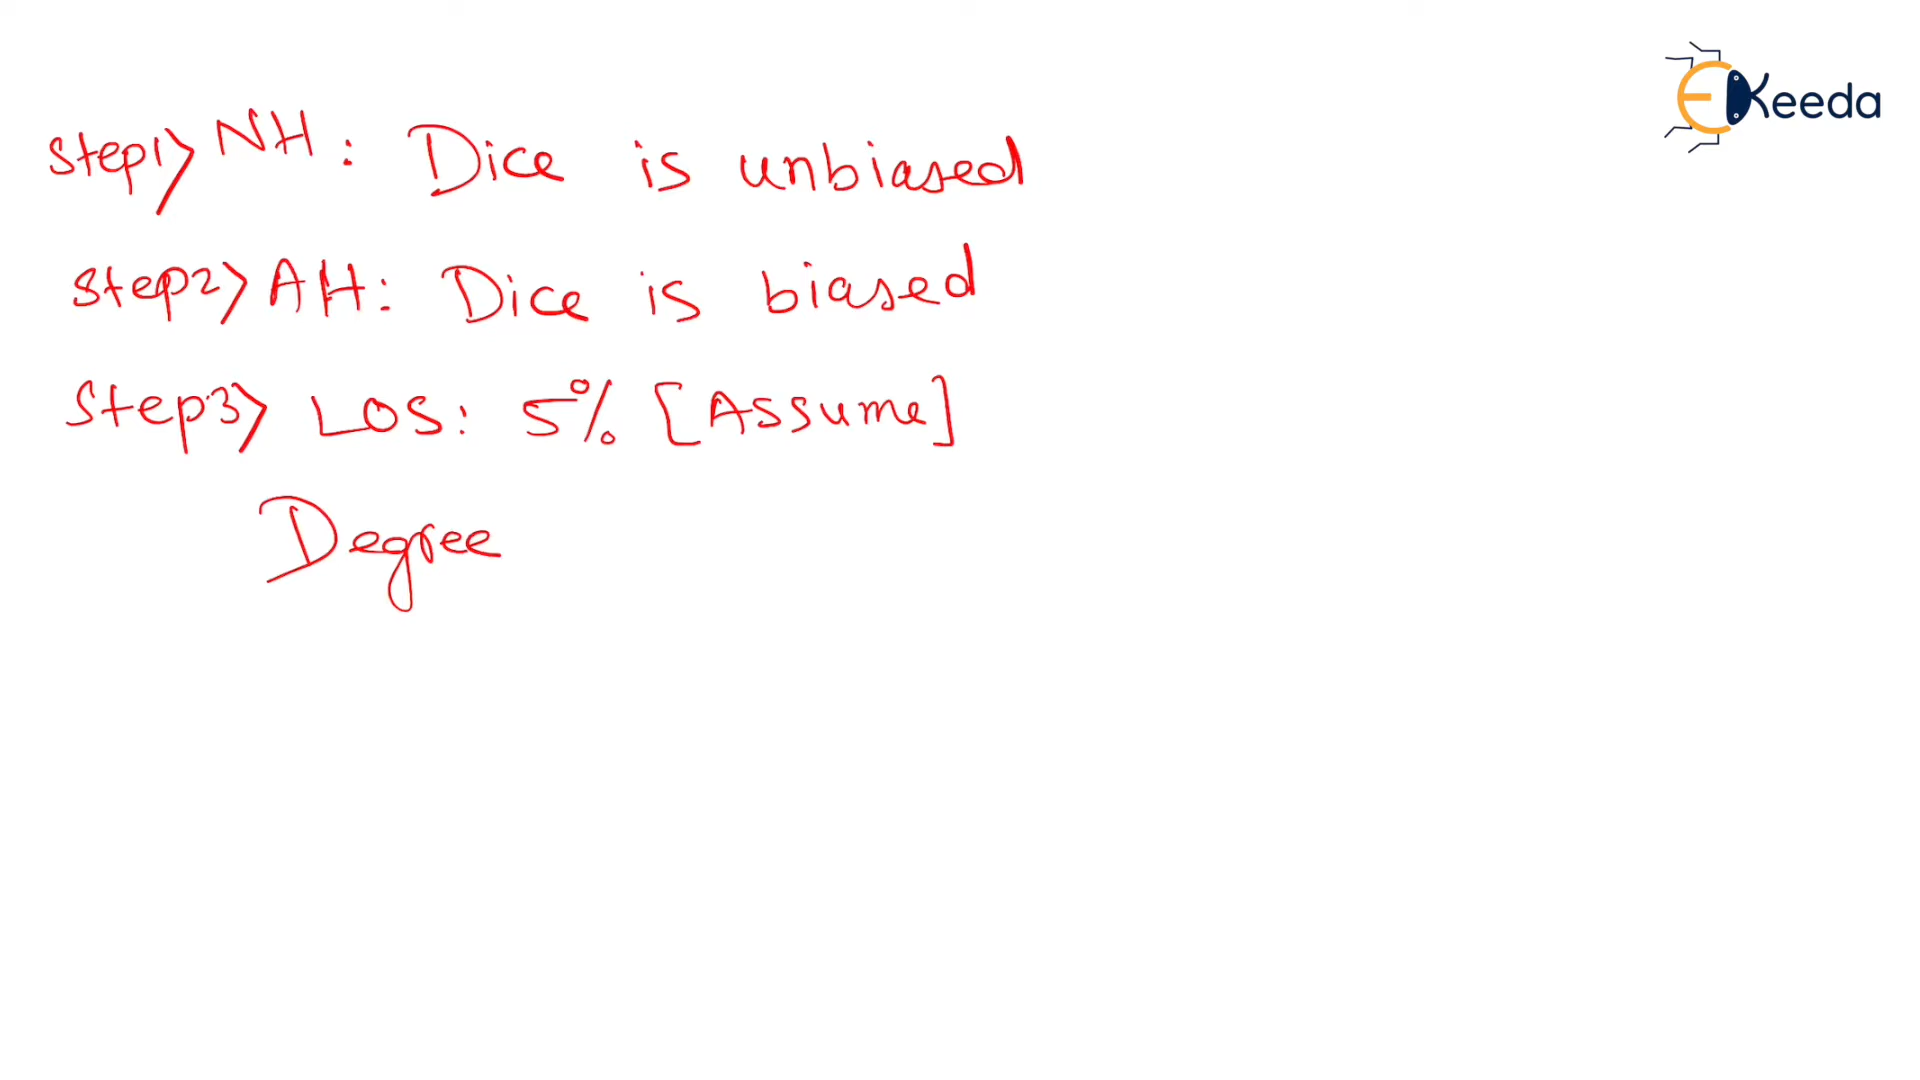 EKeeda
Step1> NH: Dice is unbiased
Step2> AH: Dice is biased
Step3> LOS: 5% [Assume]
Degree